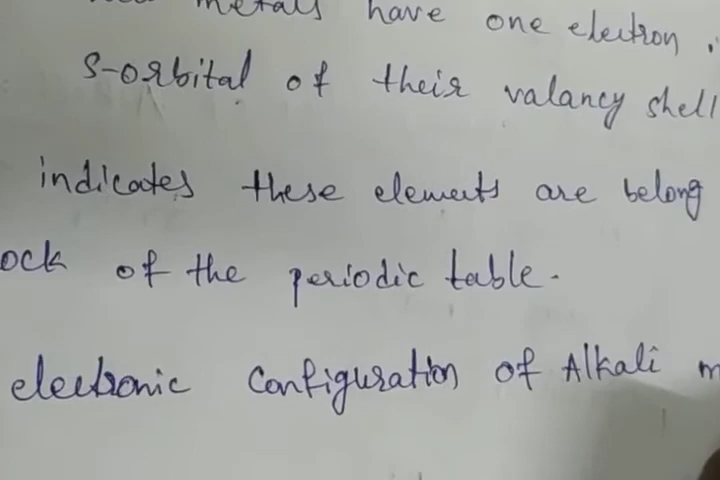 metals have one electron
s-orbital of their valancy shell
indicates these elements are belong
ock of the periodic table.
electronic configuration of Alkali m